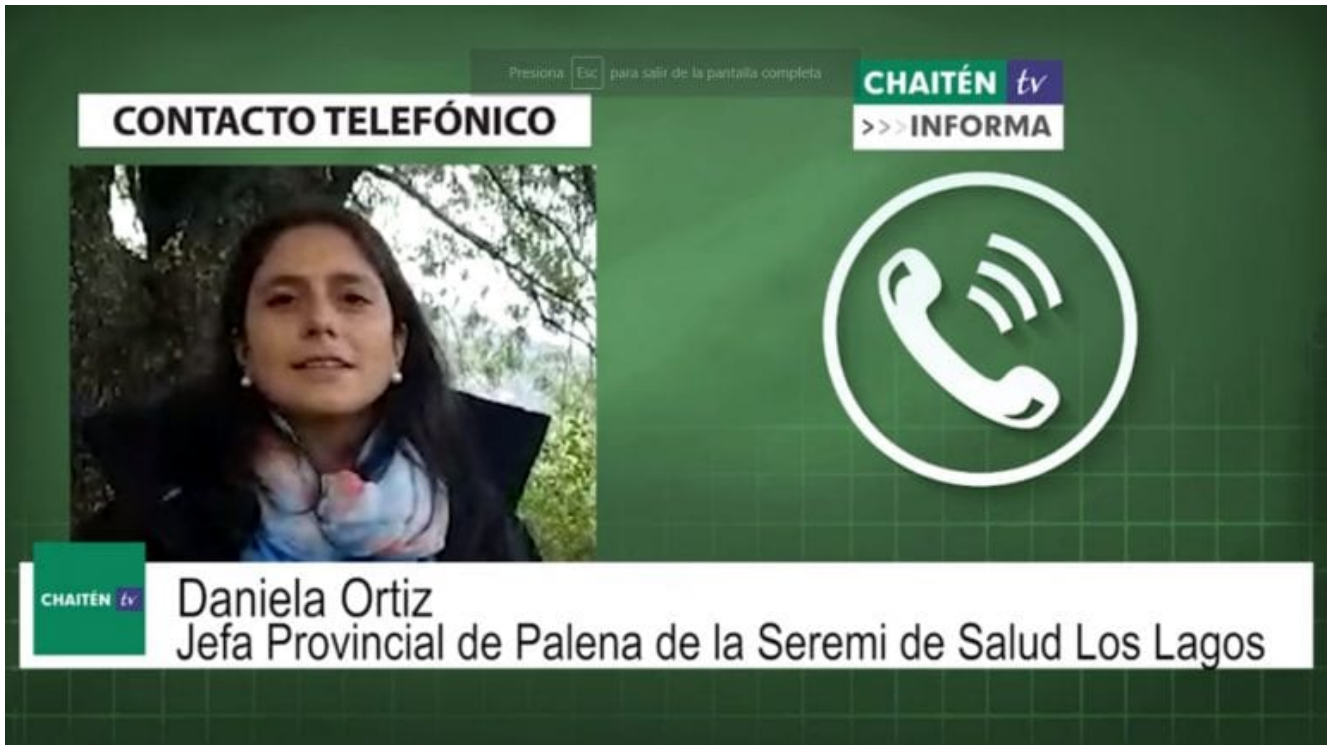 Presiona Esc para salir de la pantalla completa
CHAITÉN tv
>>>INFORMA
CONTACTO TELEFÓNICO
CHAITÉN tv
Daniela Ortiz
Jefa Provincial de Palena de la Seremi de Salud Los Lagos